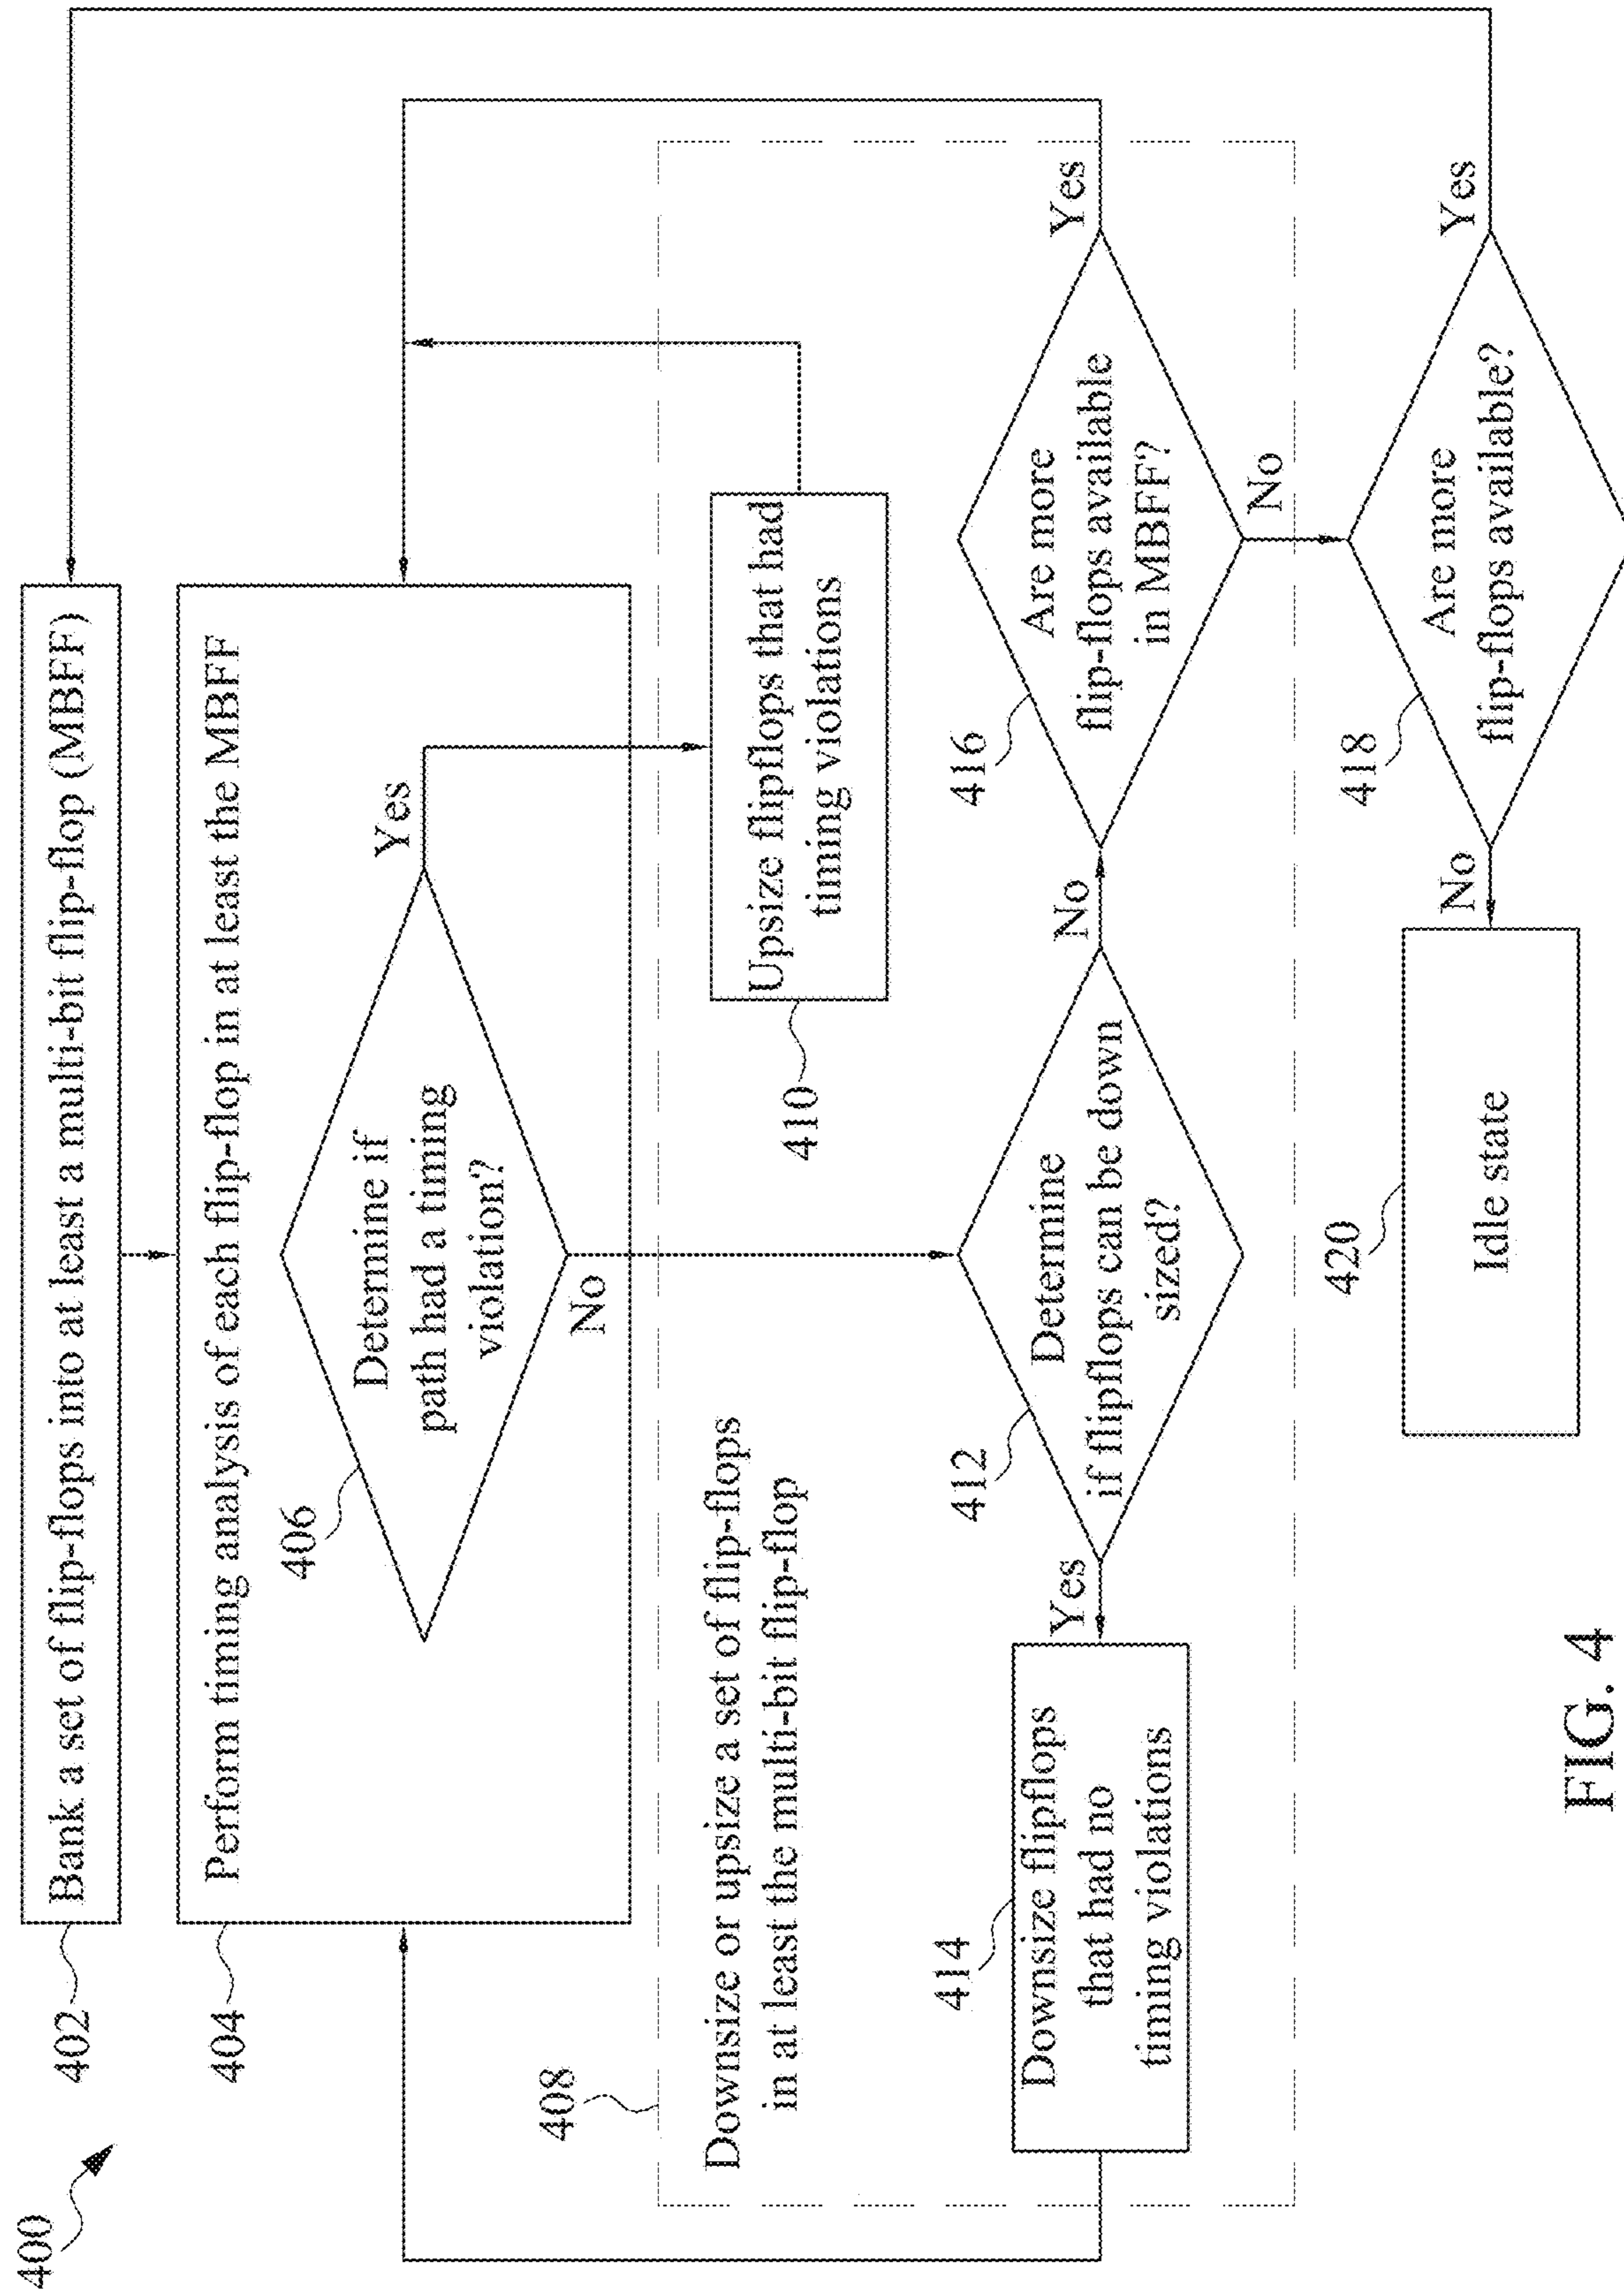 400
402
Bank a set of flip-flops into at least a multi-bit flip-flop (MBFF)
404
Perform timing analysis of each flip-flop in at least the MBFF
406
Determine if
path had a timing
violation?
Yes
No
408
Downsize or upsize a set of flip-flops
in at least the multi-bit flip-flop
410
Upsize flipflops that had
timing violations
412
Determine
if flipflops can be down
sized?
Yes
No
414
Downsize flipflops
that had no
timing violations
416
Are more
flip-flops available
in MBFF?
Yes
No
418
Are more
flip-flops available?
Yes
No
420
Idle state
FIG. 4